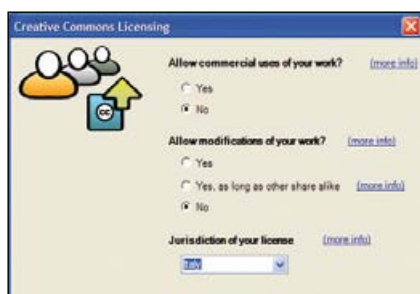 Creative Commons Licensing
Allow commercial uses of your work? (more info)
Yes
No
Allow modifications of your work? (more info)
Yes
Yes, as long as other share alike (more info)
No
Jurisdiction of your license (more info)
Italy
cc